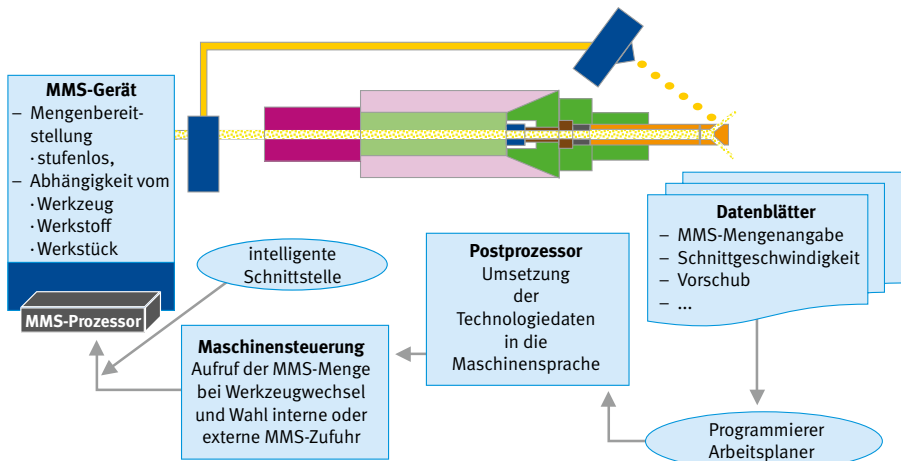 MMS-Gerät
– Mengenbereit-
stellung
· stufenlos,
– Abhängigkeit vom
· Werkzeug
· Werkstoff
· Werkstück
MMS-Prozessor
intelligente
Schnittstelle
Maschinensteuerung
Aufruf der MMS-Menge
bei Werkzeugwechsel
und Wahl interne oder
externe MMS-Zufuhr
Postprozessor
Umsetzung
der
Technologiedaten
in die
Maschinensprache
Datenblätter
– MMS-Mengenangabe
– Schnittgeschwindigkeit
– Vorschub
– ...
Programmierer
Arbeitsplaner